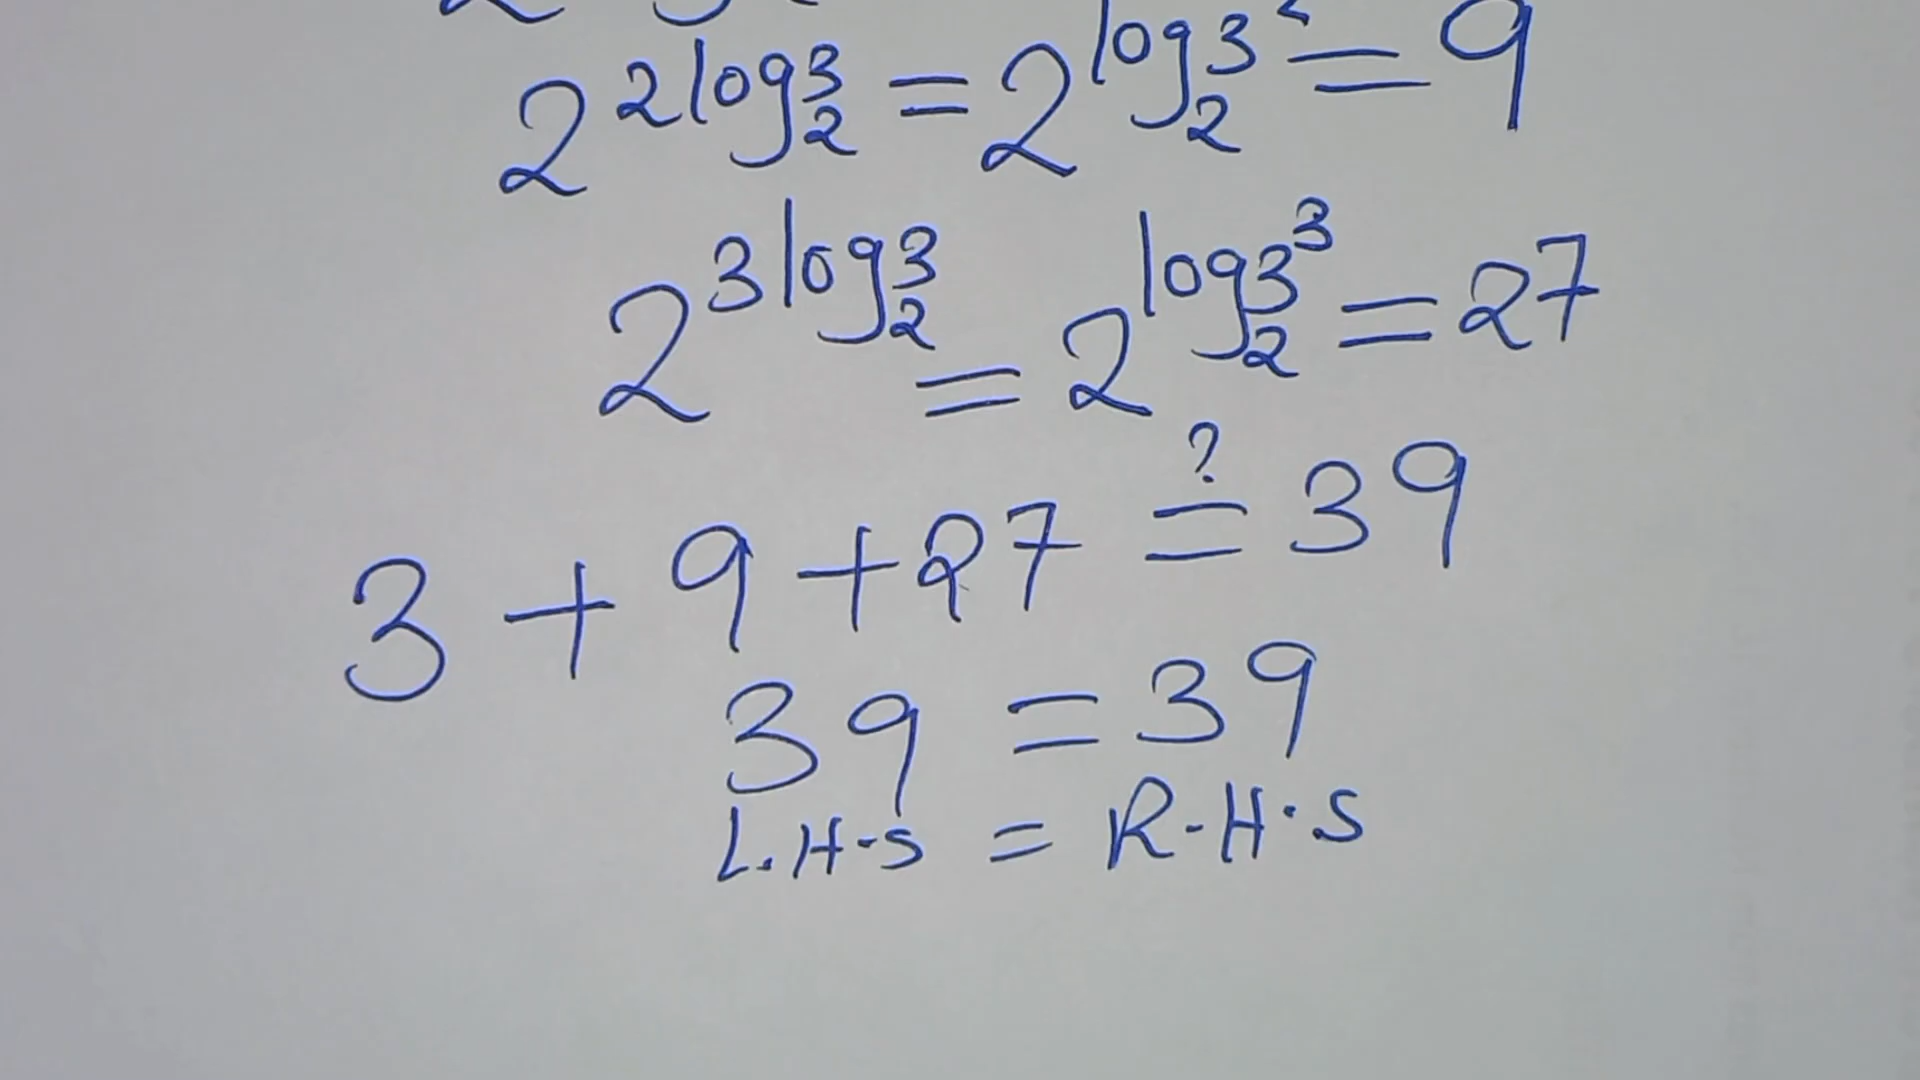 2^{2log_2 3} = 2^{log_2 3^2} = 9
2^{3log_2 3} = 2^{log_2 3^3} = 27
3 + 9 + 27 ?= 39
39 = 39
L.H.S = R.H.S